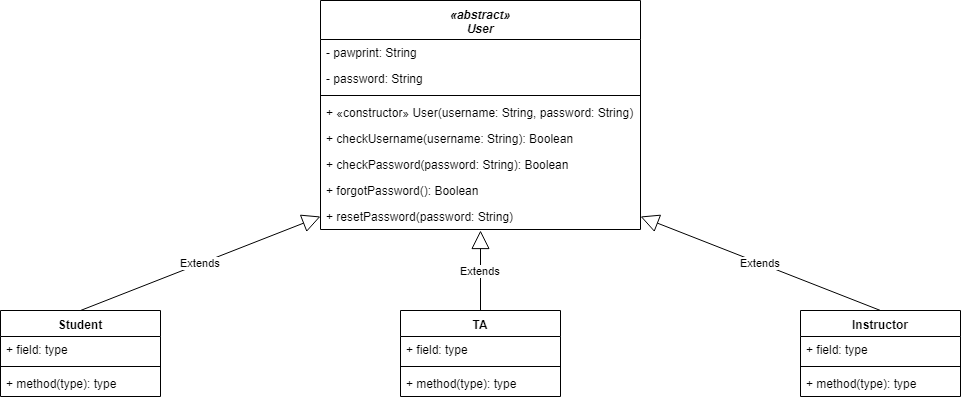 «abstract»
User
- pawprint: String
- password: String
+ «constructor» User(username: String, password: String)
+ checkUsername(username: String): Boolean
+ checkPassword(password: String): Boolean
+ forgotPassword(): Boolean
+ resetPassword(password: String)
Extends
Extends
Extends
Student
+ field: type
+ method(type): type
TA
+ field: type
+ method(type): type
Instructor
+ field: type
+ method(type): type